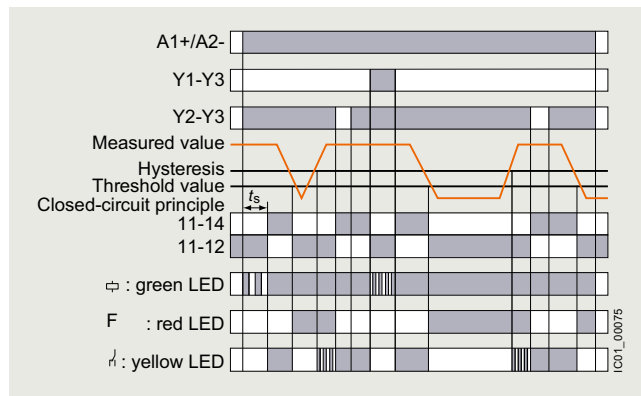 A1+/A2-
Y1-Y3
Y2-Y3
Measured value
Hysteresis
Threshold value
ts
Closed-circuit principle
11-14
11-12
: green LED
F : red LED
: yellow LED
IC01_00075